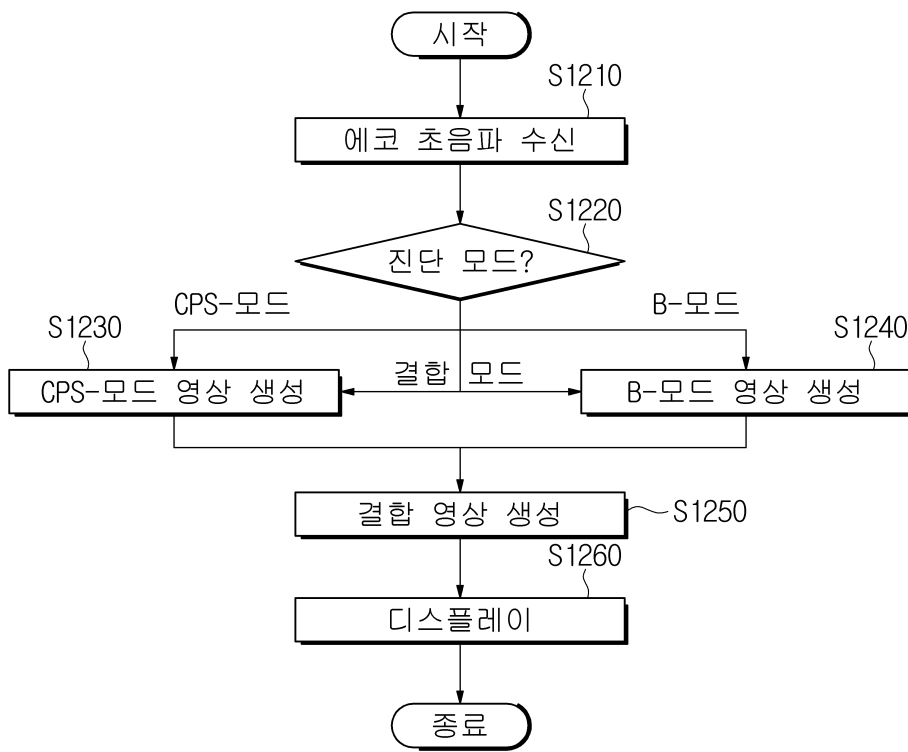 시작
S1210
에코 초음파 수신
S1220
진단 모드?
CPS-모드
B-모드
S1230
S1240
결합 모드
CPS-모드 영상 생성
B-모드 영상 생성
결합 영상 생성
S1250
S1260
디스플레이
종료